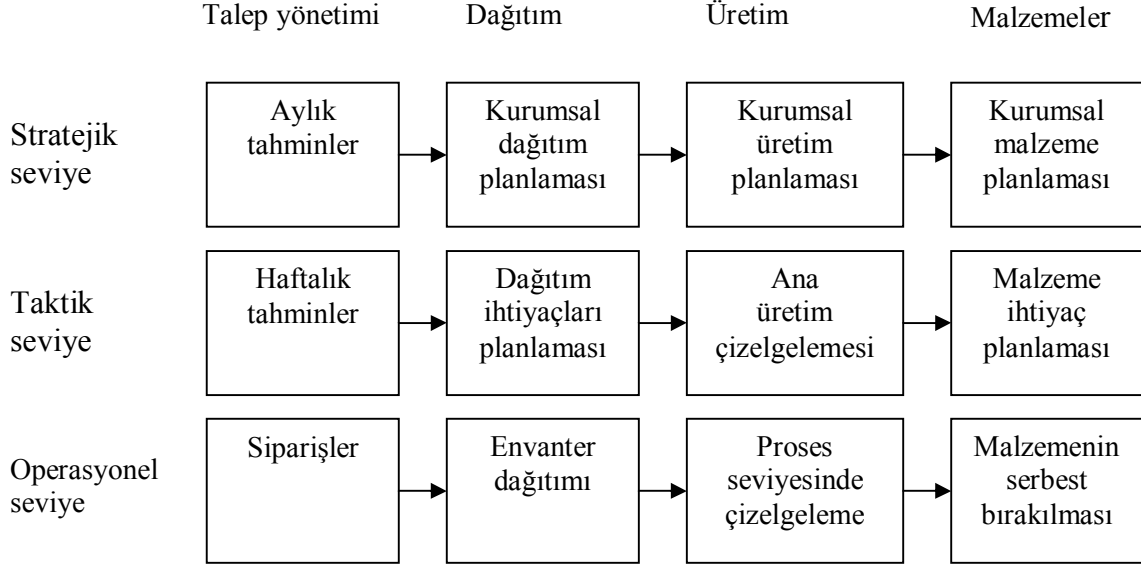 Talep yönetimi
Dağıtım
Üretim
Malzemeler
Stratejik
seviye
Aylık
tahminler
Kurumsal
dağıtım
planlaması
Kurumsal
üretim
planlaması
Kurumsal
malzeme
planlaması
Taktik
seviye
Haftalık
tahminler
Dağıtım
ihtiyaçları
planlaması
Ana
üretim
çizelgelemesi
Malzeme
ihtiyaç
planlaması
Operasyonel
seviye
Siparişler
Envanter
dağıtımı
Proses
seviyesinde
çizelgeleme
Malzemenin
serbest
bırakılması